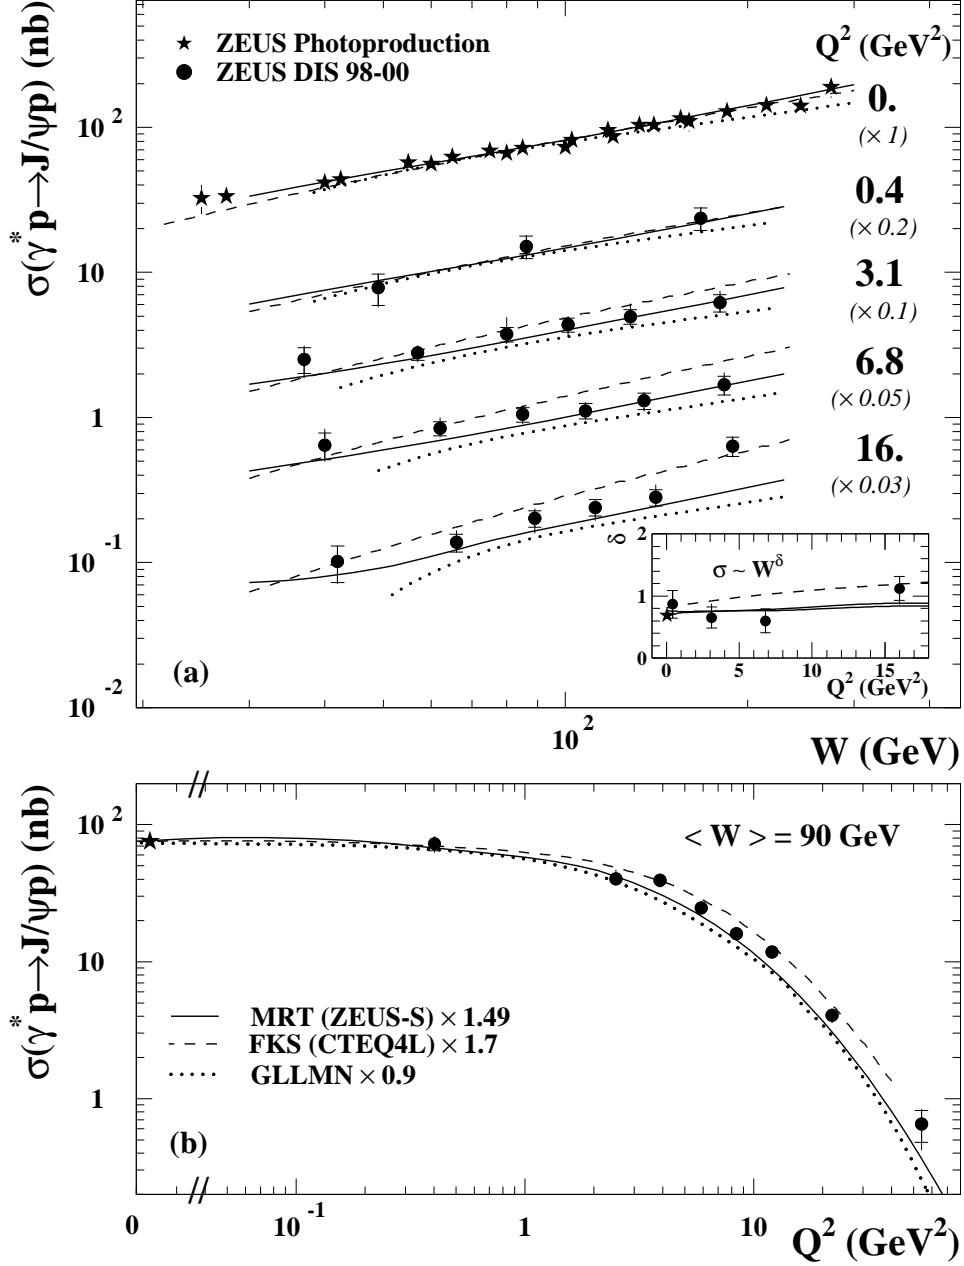 σ(γ* p→J/ψp) (nb)
★ ZEUS Photoproduction
● ZEUS DIS 98-00
Q² (GeV²)
0.
(× 1)
0.4
(× 0.2)
3.1
(× 0.1)
6.8
(× 0.05)
16.
(× 0.03)
10²
10
1
10⁻¹
10⁻²
δ
2
1
0
σ ~ W^δ
0 5 10 15
Q² (GeV²)
(a)
10²
W (GeV)
σ(γ* p→J/ψp) (nb)
< W > = 90 GeV
10²
10
1
MRT (ZEUS-S) × 1.49
FKS (CTEQ4L) × 1.7
GLLMN × 0.9
(b)
0 10⁻¹ 1 10 10²
Q² (GeV²)